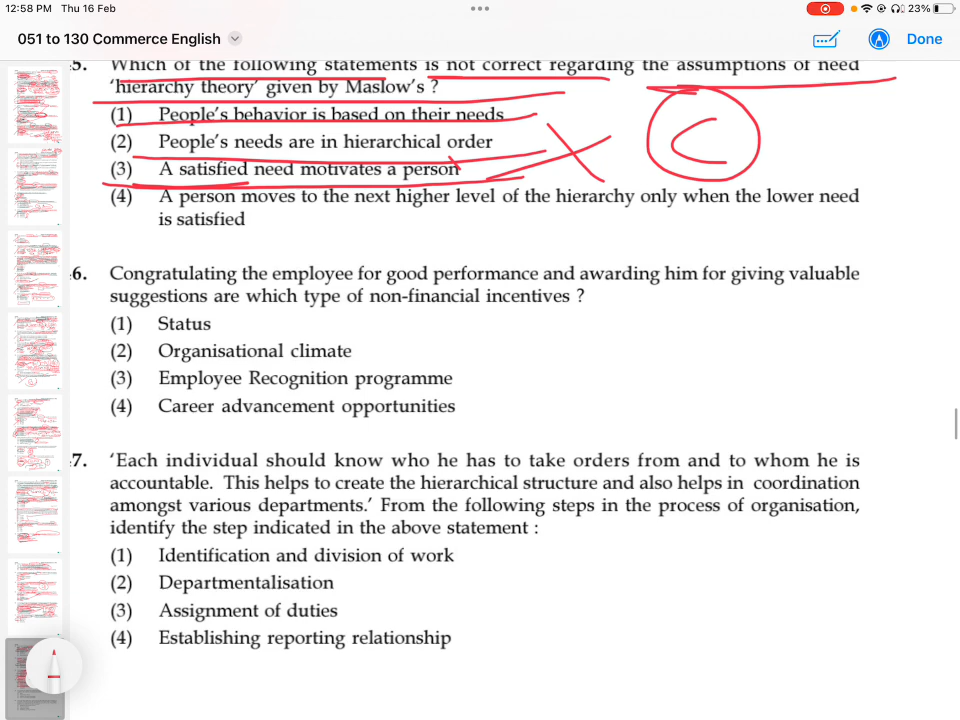 12:58 PM Thu 16 Feb
23%
051 to 130 Commerce English
Done
5. Which of the following statements is not correct regarding the assumptions of need
'hierarchy theory' given by Maslow's ?
(1) People's behavior is based on their needs
(2) People's needs are in hierarchical order
(3) A satisfied need motivates a person
(4) A person moves to the next higher level of the hierarchy only when the lower need
is satisfied
C
6. Congratulating the employee for good performance and awarding him for giving valuable
suggestions are which type of non-financial incentives ?
(1) Status
(2) Organisational climate
(3) Employee Recognition programme
(4) Career advancement opportunities
7. 'Each individual should know who he has to take orders from and to whom he is
accountable. This helps to create the hierarchical structure and also helps in coordination
amongst various departments.' From the following steps in the process of organisation,
identify the step indicated in the above statement :
(1) Identification and division of work
(2) Departmentalisation
(3) Assignment of duties
(4) Establishing reporting relationship